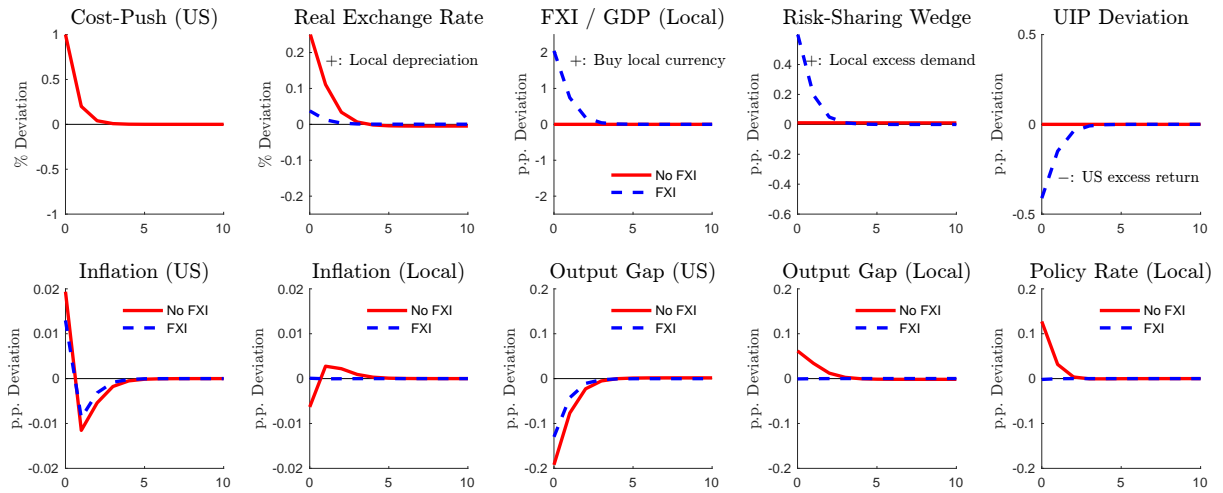 Cost-Push (US)
% Deviation
1
0.5
0
-0.5
-1
0
5
10
Real Exchange Rate
+: Local depreciation
% Deviation
0.2
0.1
0
-0.1
-0.2
0
5
10
FXI / GDP (Local)
+: Buy local currency
p.p. Deviation
2
1
0
-1
-2
No FXI
FXI
0
5
10
Risk-Sharing Wedge
+: Local excess demand
p.p. Deviation
0.4
0.2
0
-0.2
-0.4
-0.6
0
5
10
UIP Deviation
p.p. Deviation
0.5
0
−: US excess return
-0.5
0
5
10
Inflation (US)
p.p. Deviation
0.02
0.01
0
-0.01
-0.02
No FXI
FXI
0
5
10
Inflation (Local)
p.p. Deviation
0.02
0.01
0
-0.01
-0.02
No FXI
FXI
0
5
10
Output Gap (US)
p.p. Deviation
0.2
0.1
0
-0.1
-0.2
No FXI
FXI
0
5
10
Output Gap (Local)
p.p. Deviation
0.2
0.1
0
-0.1
-0.2
No FXI
FXI
0
5
10
Policy Rate (Local)
p.p. Deviation
0.2
0.1
0
-0.1
-0.2
No FXI
FXI
0
5
10